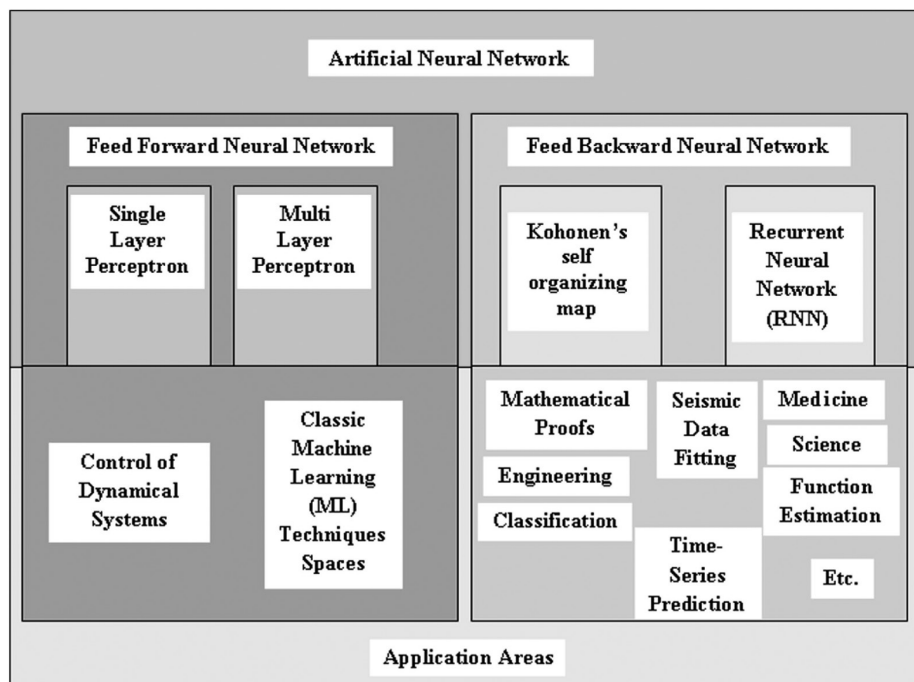 Artificial Neural Network
Feed Forward Neural Network
Single
Layer
Perceptron
Multi
Layer
Perceptron
Feed Backward Neural Network
Kohonen's
self
organizing
map
Recurrent
Neural
Network
(RNN)
Control of
Dynamical
Systems
Classic
Machine
Learning
(ML)
Techniques
Spaces
Mathematical
Proofs
Engineering
Classification
Seismic
Data
Fitting
Time-
Series
Prediction
Medicine
Science
Function
Estimation
Etc.
Application Areas